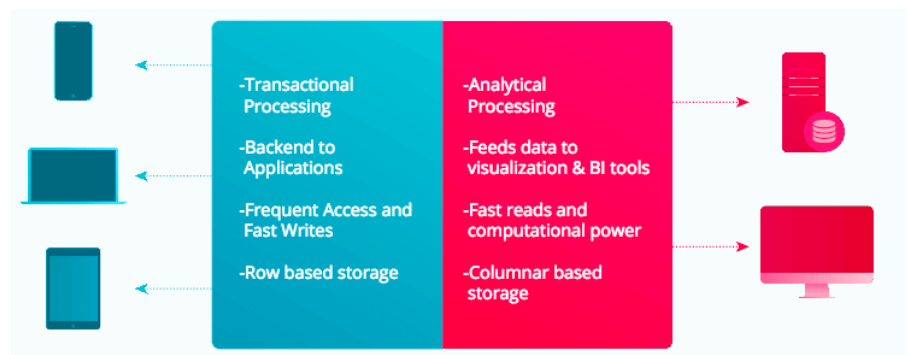 -Transactional
Processing
-Backend to
Applications
-Frequent Access and
Fast Writes
-Row based storage
-Analytical
Processing
-Feeds data to
visualization & BI tools
-Fast reads and
computational power
-Columnar based
storage